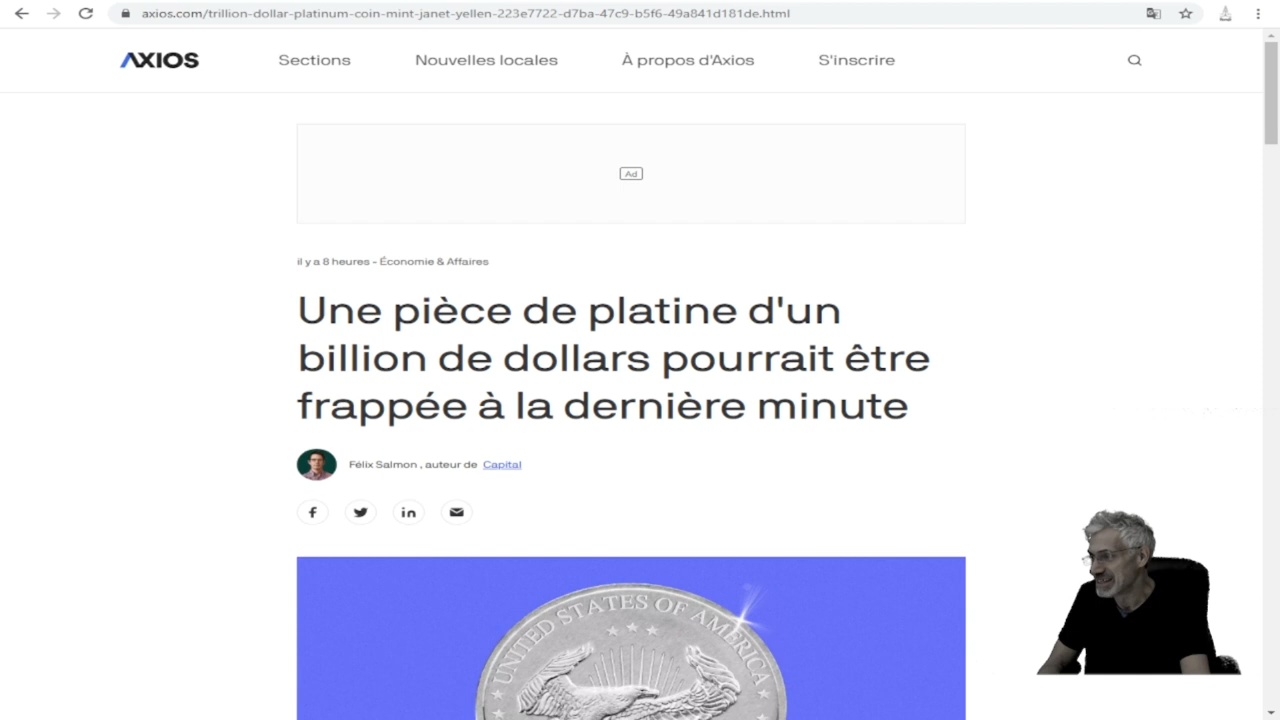 axios.com/trillion-dollar-platinum-coin-mint-janet-yellen-223e7722-d7ba-47c9-b5f6-49a841d181de.html
AXIOS Sections Nouvelles locales À propos d'Axios S'inscrire
Ad
il y a 8 heures - Économie & Affaires
Une pièce de platine d'un
billion de dollars pourrait être
frappée à la dernière minute
Félix Salmon , auteur de Capital
UNITED STATES OF AMERICA